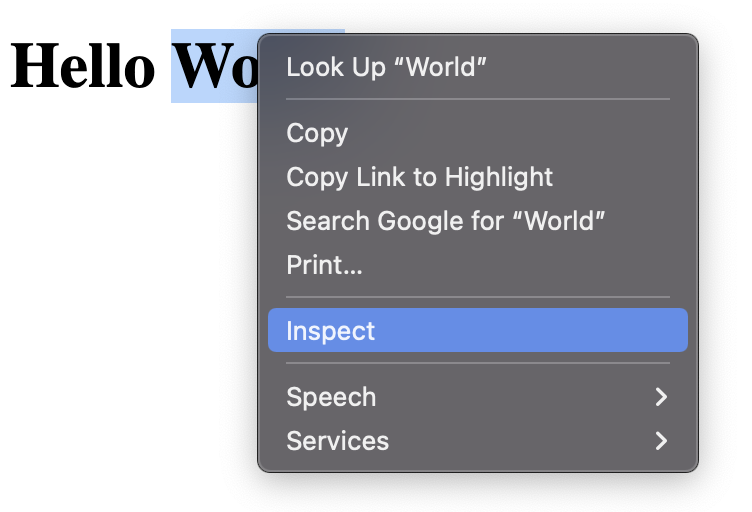 Hello Wo
Look Up “World”
Copy
Copy Link to Highlight
Search Google for “World”
Print...
Inspect
Speech
Services